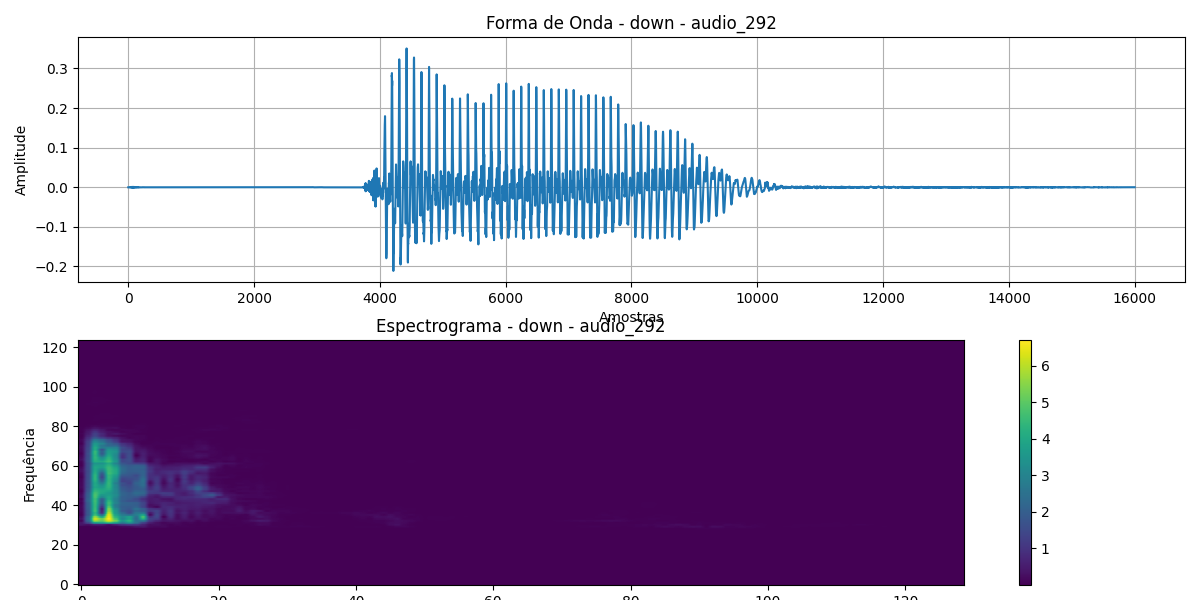 Forma de Onda - down - audio_292
Amplitude
0.3
0.2
0.1
0.0
−0.1
−0.2
0 2000 4000 6000 8000 10000 12000 14000 16000
Amostras
Espectrograma - down - audio_292
Frequência
120
100
80
60
40
20
0
0 20 40 60 80 100 120
6
5
4
3
2
1